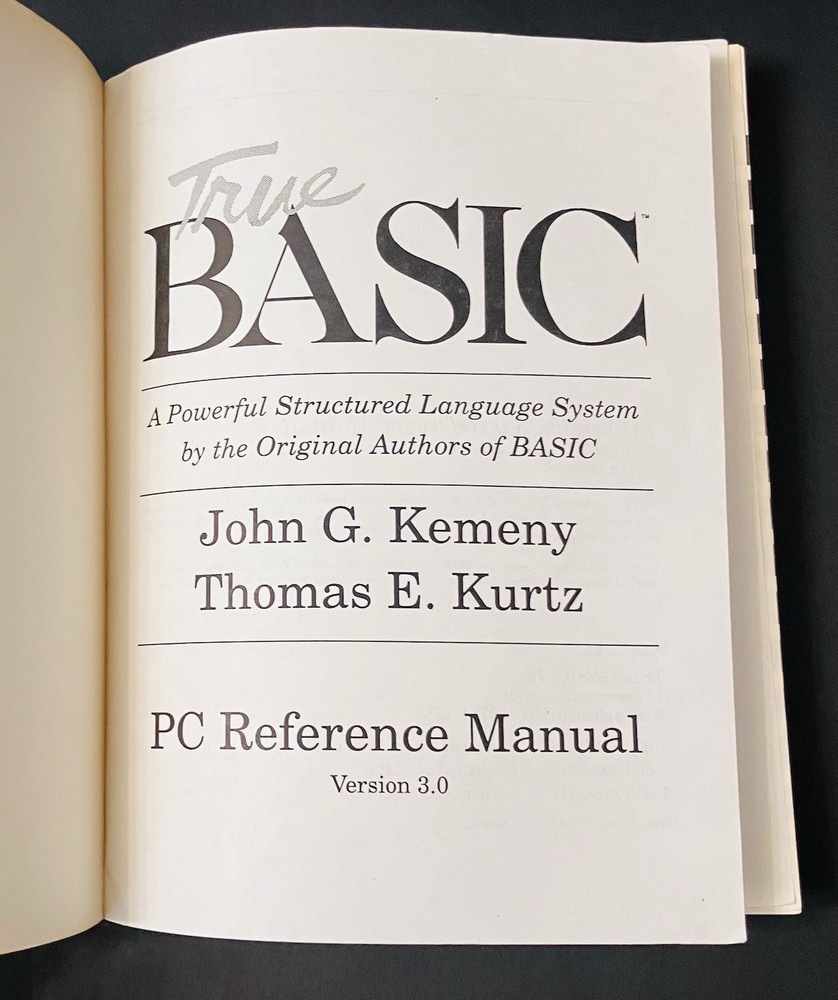 True
BASIC™
A Powerful Structured Language System
by the Original Authors of BASIC
John G. Kemeny
Thomas E. Kurtz
PC Reference Manual
Version 3.0